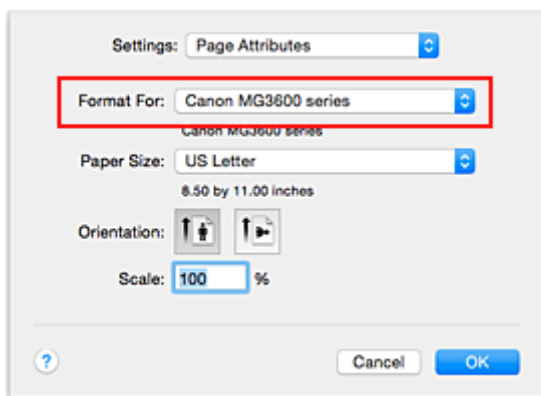 Settings: Page Attributes
Format For: Canon MG3600 series
Canon MG3600 series
Paper Size: US Letter
8.50 by 11.00 inches
Orientation:
Scale: 100 %
? Cancel OK